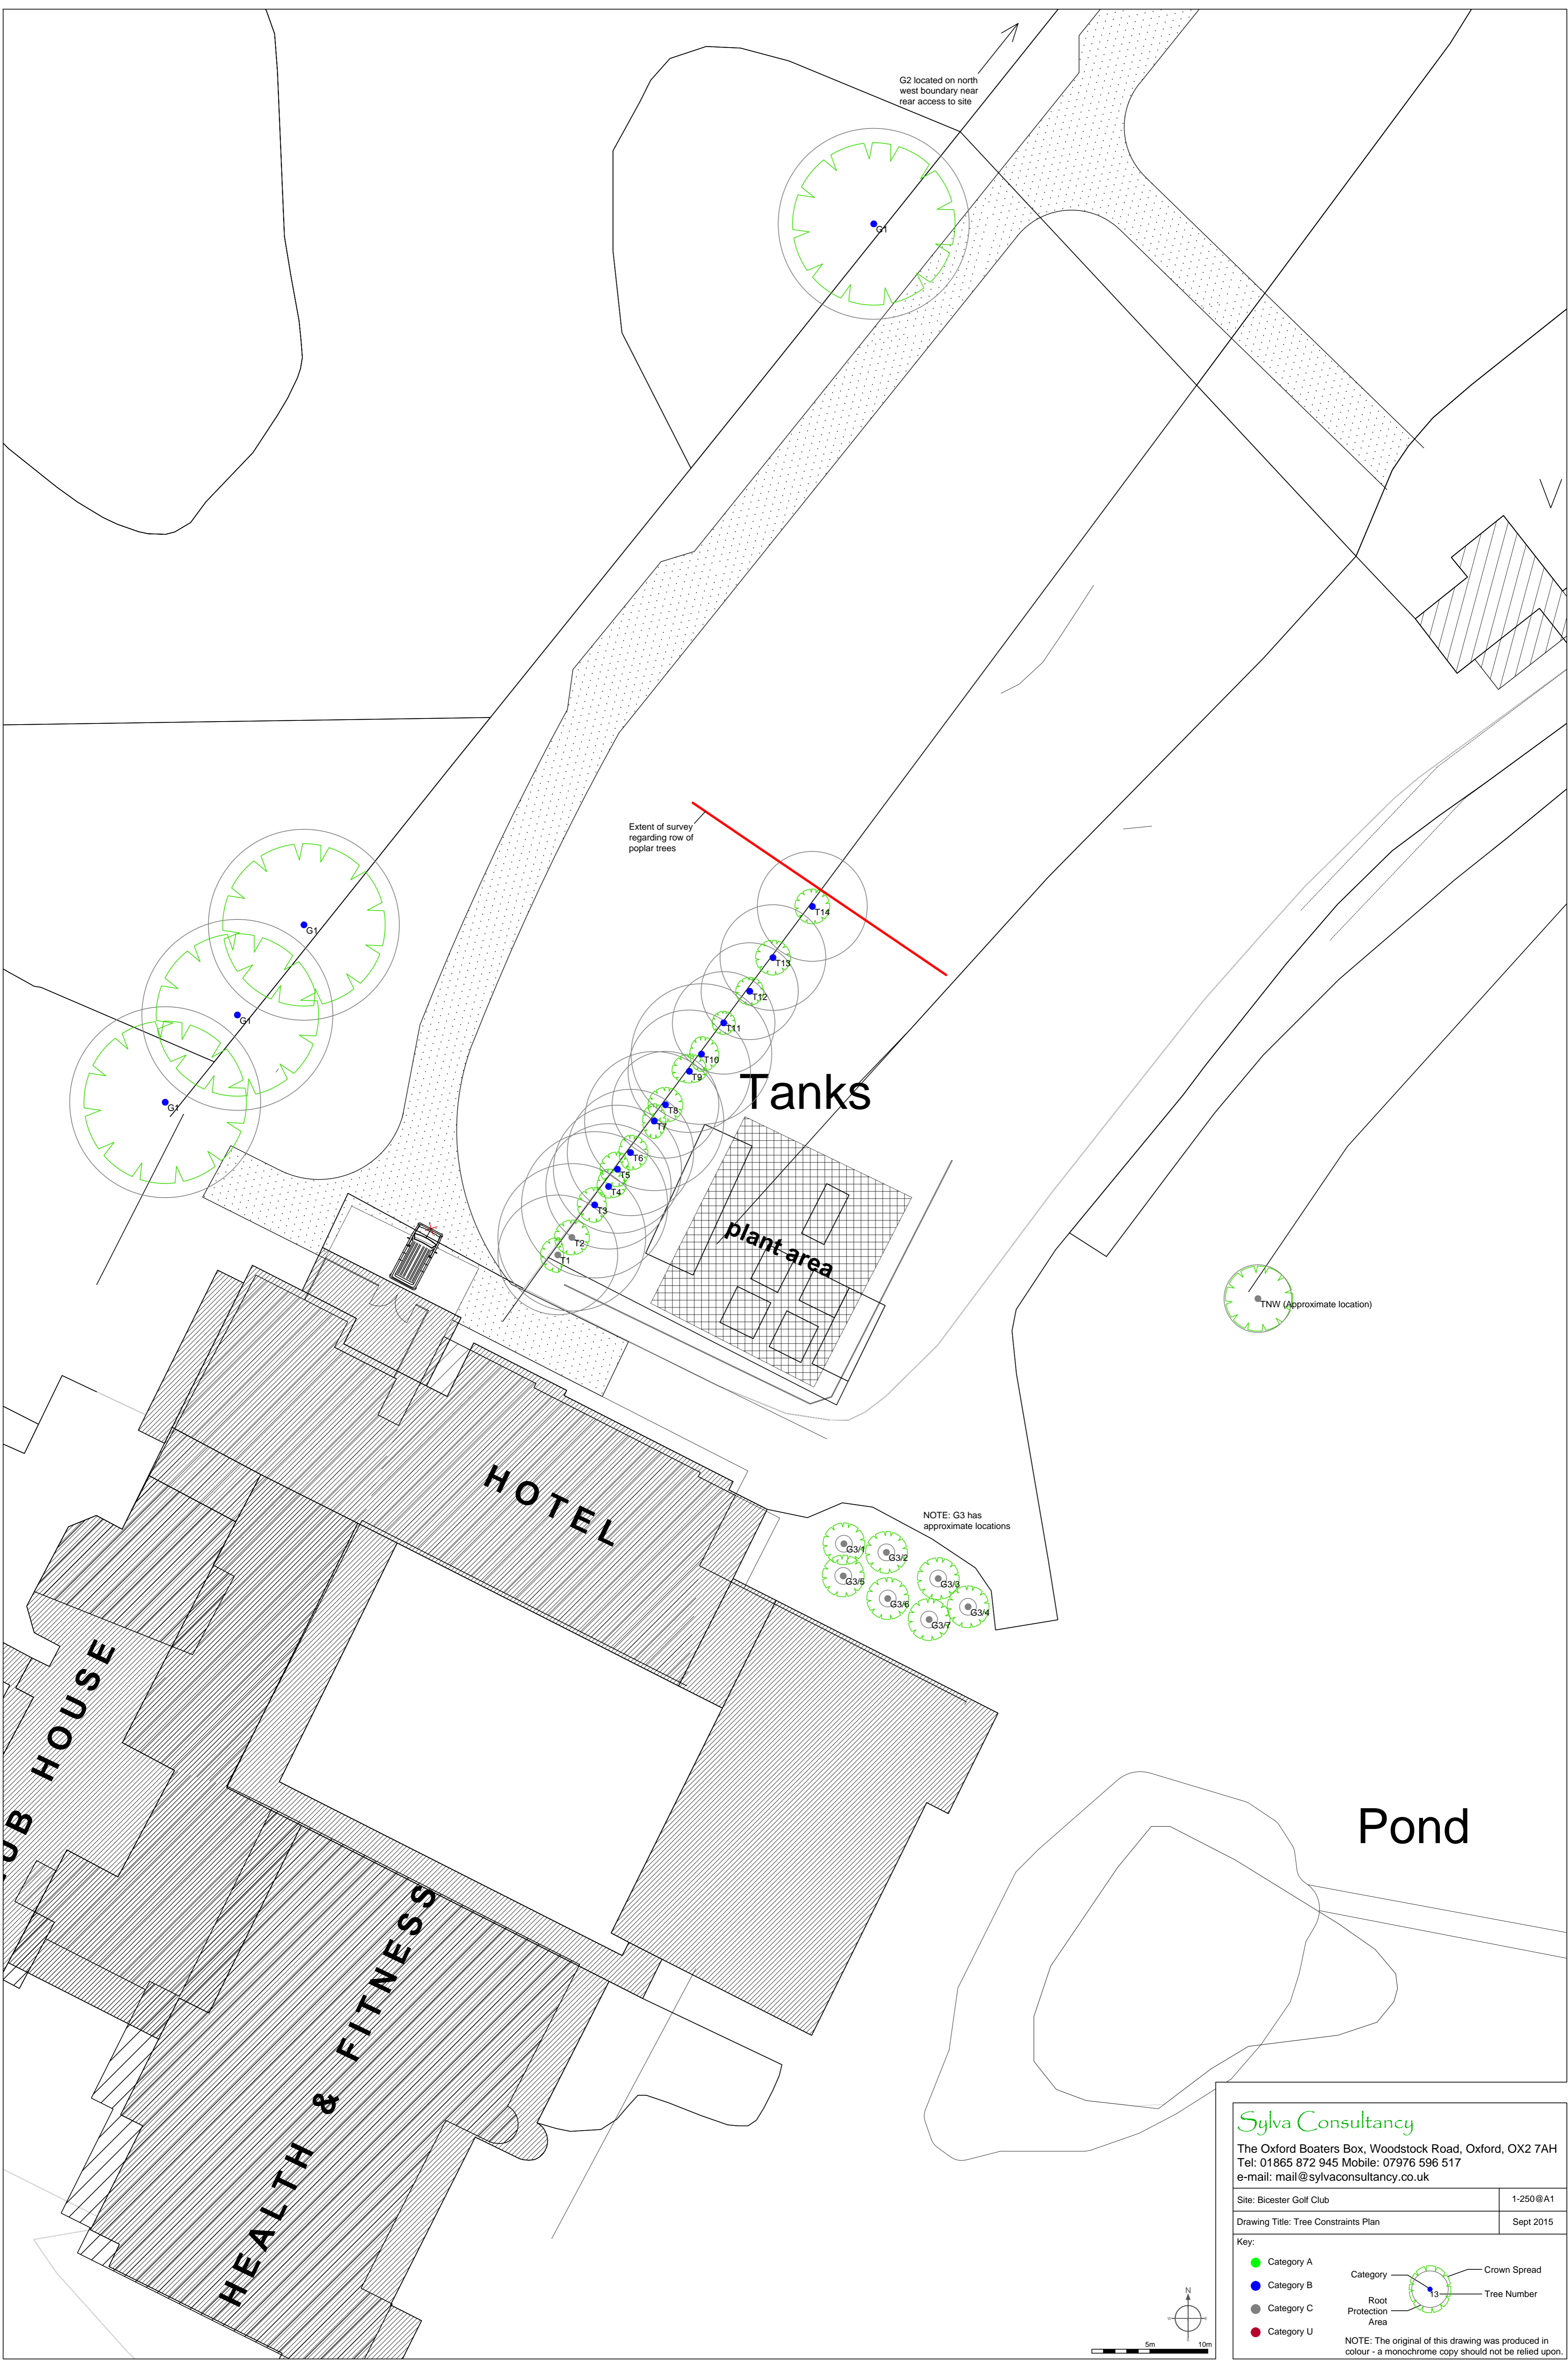 G2 located on north
west boundary near
rear access to site
G1
Extent of survey
regarding row of
poplar trees
T14
G1
T13
T12
G1
T11
T10
T9
Tanks
G1
T8
T7
T6
T5
T4
T3
plant area
T2
T1
TNW (Approximate location)
HOTEL
NOTE: G3 has
approximate locations
G3/1
G3/2
G3/5
G3/3
G3/6
G3/4
G3/7
UB HOUSE
Pond
HEALTH & FITNESS
Sylva Consultancy
The Oxford Boaters Box, Woodstock Road, Oxford, OX2 7AH
Tel: 01865 872 945 Mobile: 07976 596 517
e-mail: mail@sylvaconsultancy.co.uk
Site: Bicester Golf Club
1-250@A1
Drawing Title: Tree Constraints Plan
Sept 2015
Key:
Category A
Category B
Category C
Category U
Category
Crown Spread
13
Tree Number
Root
Protection
Area
NOTE: The original of this drawing was produced in
colour - a monochrome copy should not be relied upon.
N
5m
10m